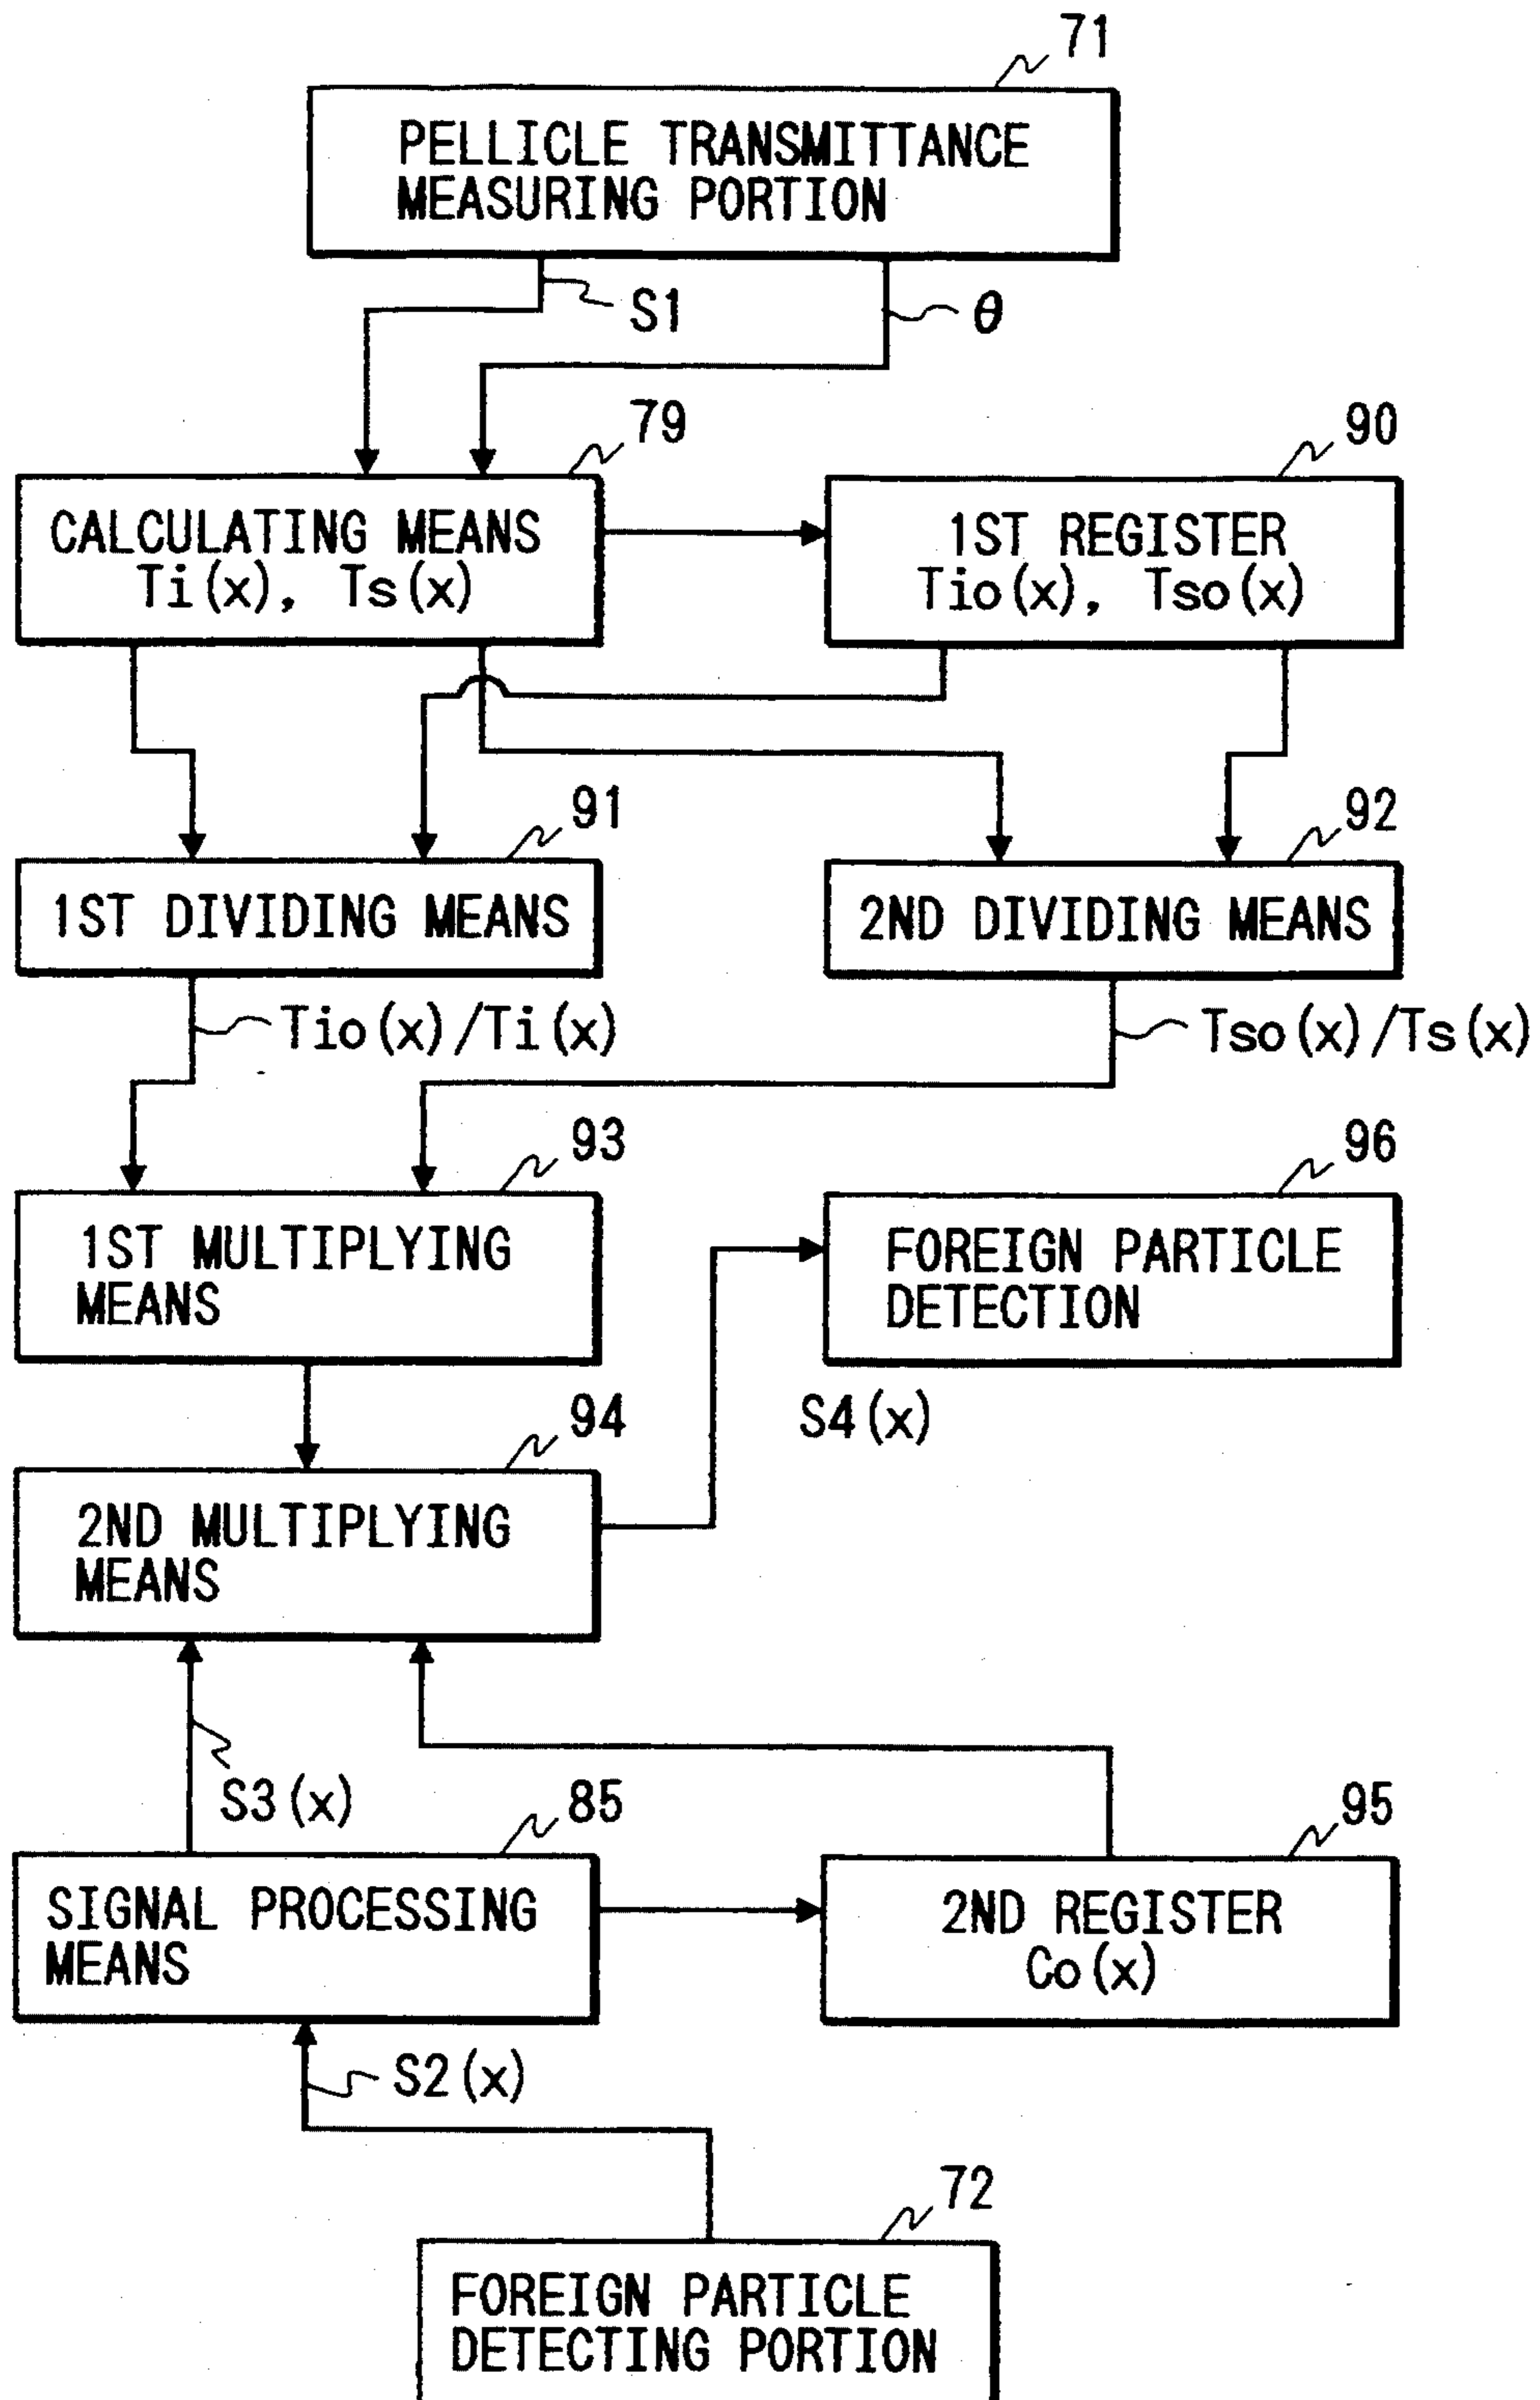 71
PELLICLE TRANSMITTANCE
MEASURING PORTION
S1
θ
79
90
CALCULATING MEANS
Ti(x), Ts(x)
1ST REGISTER
Tio(x), Tso(x)
91
92
1ST DIVIDING MEANS
2ND DIVIDING MEANS
Tio(x)/Ti(x)
Tso(x)/Ts(x)
93
96
1ST MULTIPLYING
MEANS
FOREIGN PARTICLE
DETECTION
94
S4(x)
2ND MULTIPLYING
MEANS
S3(x)
85
95
SIGNAL PROCESSING
MEANS
2ND REGISTER
Co(x)
S2(x)
72
FOREIGN PARTICLE
DETECTING PORTION